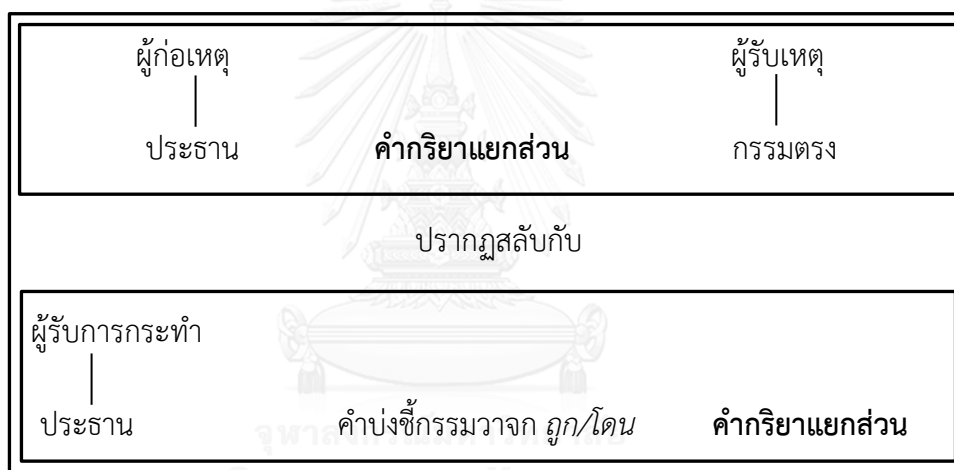 ผู้ก่อเหตุ ผู้รับเหตุ
ประธาน คำกริยาแยกส่วน กรรมตรง
ปรากฏสลับกับ
ผู้รับการกระทำ
ประธาน คำบ่งชี้กรรมวาจก ถูก/โดน คำกริยาแยกส่วน